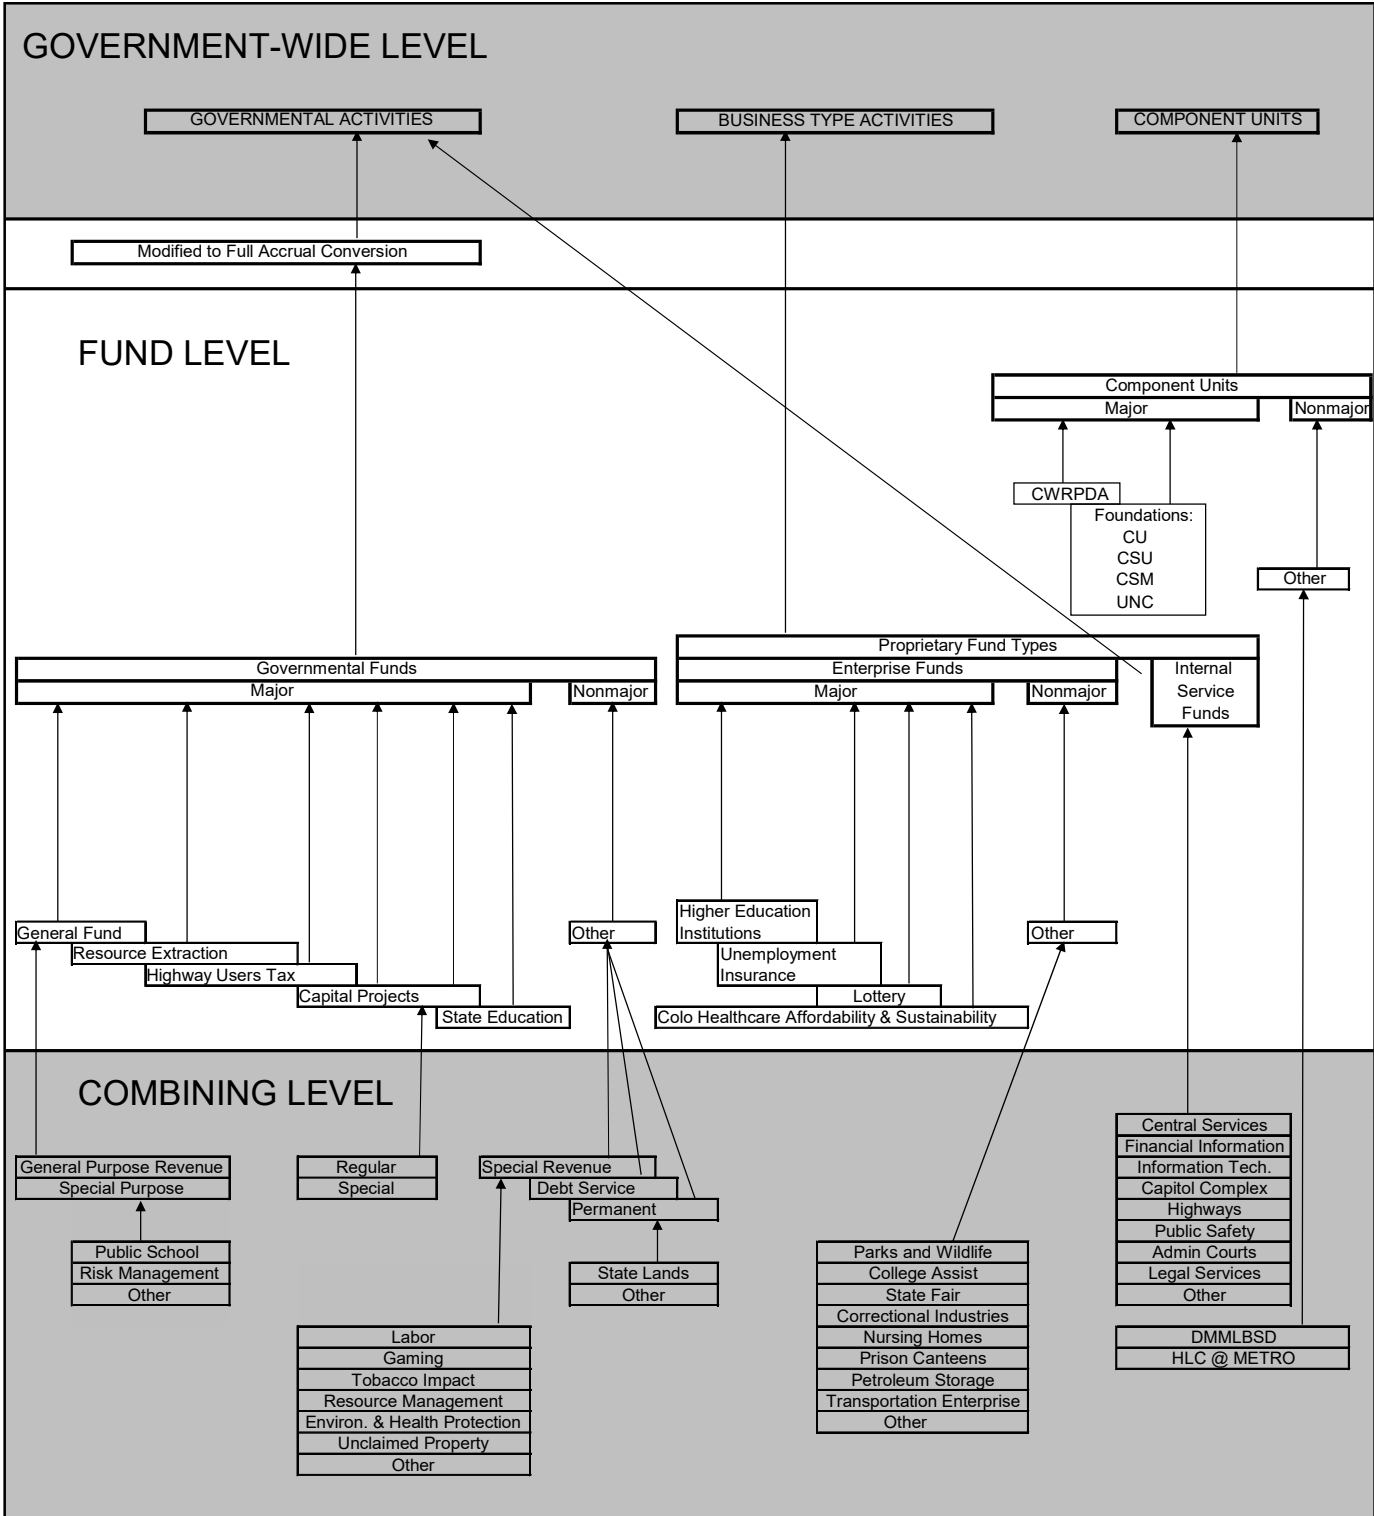 GOVERNMENT-WIDE LEVEL
GOVERNMENTAL ACTIVITIES
BUSINESS TYPE ACTIVITIES
COMPONENT UNITS
Modified to Full Accrual Conversion
FUND LEVEL
Component Units
Major
Nonmajor
CWRPDA
Foundations:
CU
CSU
CSM
UNC
Other
Governmental Funds
Major
Nonmajor
Proprietary Fund Types
Enterprise Funds
Major
Nonmajor
Internal
Service
Funds
General Fund
Resource Extraction
Highway Users Tax
Capital Projects
State Education
Other
Higher Education
Institutions
Unemployment
Insurance
Lottery
Colo Healthcare Affordability & Sustainability
Other
COMBINING LEVEL
General Purpose Revenue
Special Purpose
Public School
Risk Management
Other
Regular
Special
Special Revenue
Debt Service
Permanent
State Lands
Other
Labor
Gaming
Tobacco Impact
Resource Management
Environ. & Health Protection
Unclaimed Property
Other
Parks and Wildlife
College Assist
State Fair
Correctional Industries
Nursing Homes
Prison Canteens
Petroleum Storage
Transportation Enterprise
Other
Central Services
Financial Information
Information Tech.
Capitol Complex
Highways
Public Safety
Admin Courts
Legal Services
Other
DMMLBSD
HLC @ METRO